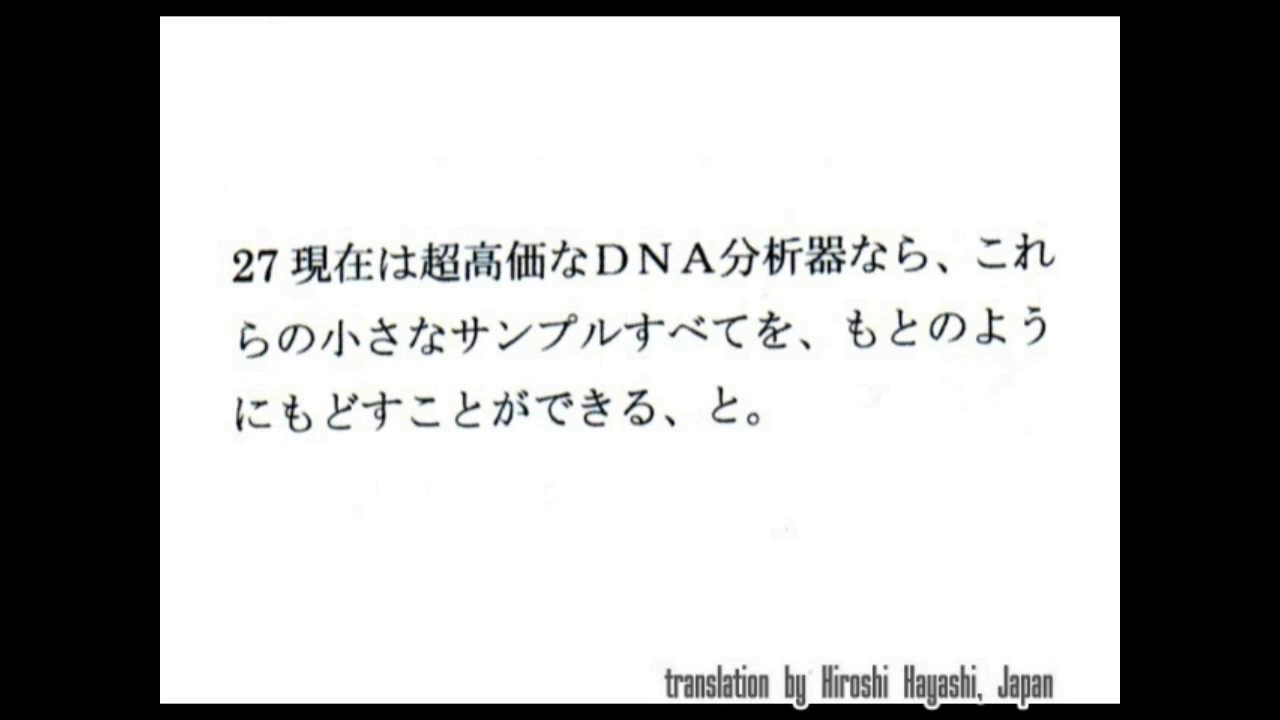 27 現在は超高価なＤＮＡ分析器なら、これ
らの小さなサンプルすべてを、もとのよう
にもどすことができる、と。
translation by Hiroshi Hayashi, Japan